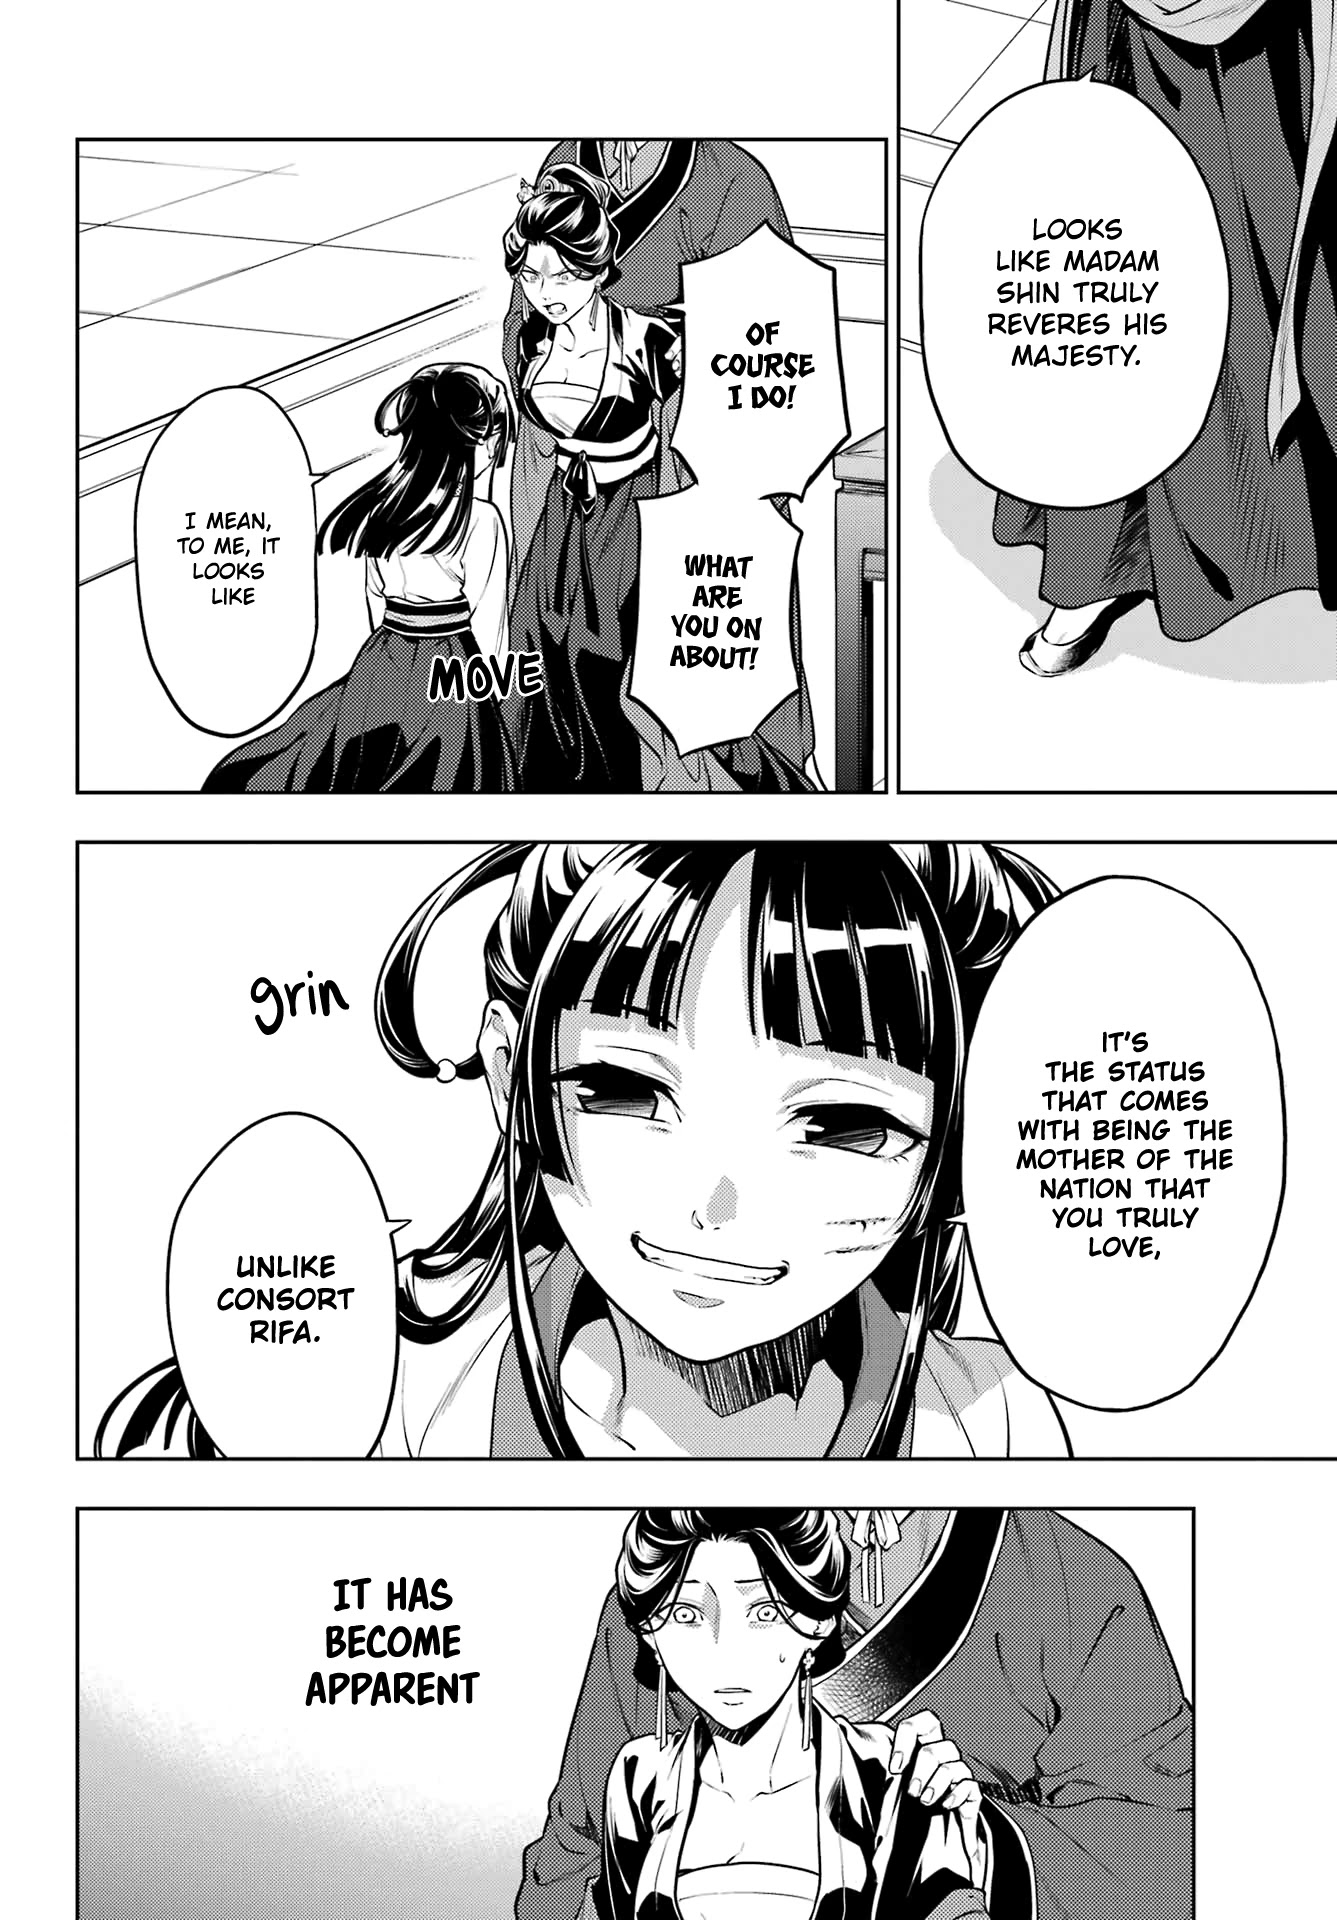 LOOKS
LIKE MADAM
SHIN TRULY
REVERES HIS
MAJESTY.
OF
COURSE
I DO!
WHAT
ARE
YOU ON
ABOUT!
MOVE
I MEAN,
TO ME, IT
LOOKS
LIKE
IT'S
THE STATUS
THAT COMES
WITH BEING THE
MOTHER OF THE
NATION THAT
YOU TRULY
LOVE,
grin
UNLIKE
CONSORT
RIFA.
IT HAS
BECOME
APPARENT